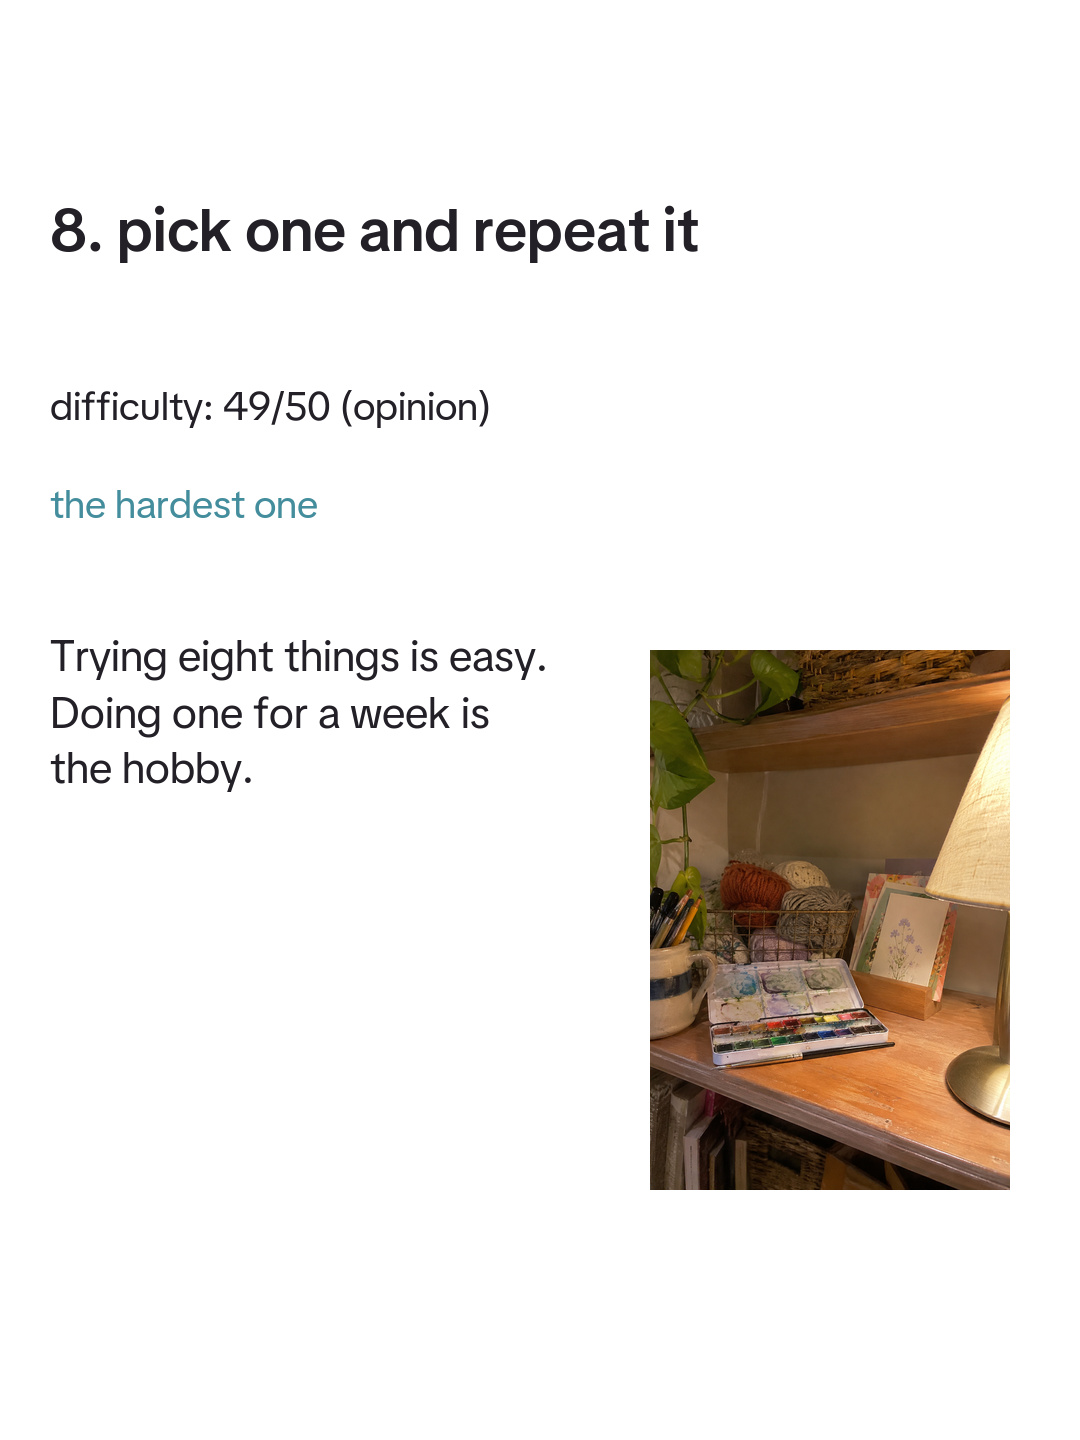 8. pick one and repeat it
difficulty: 49/50 (opinion)
the hardest one
Trying eight things is easy.
Doing one for a week is
the hobby.